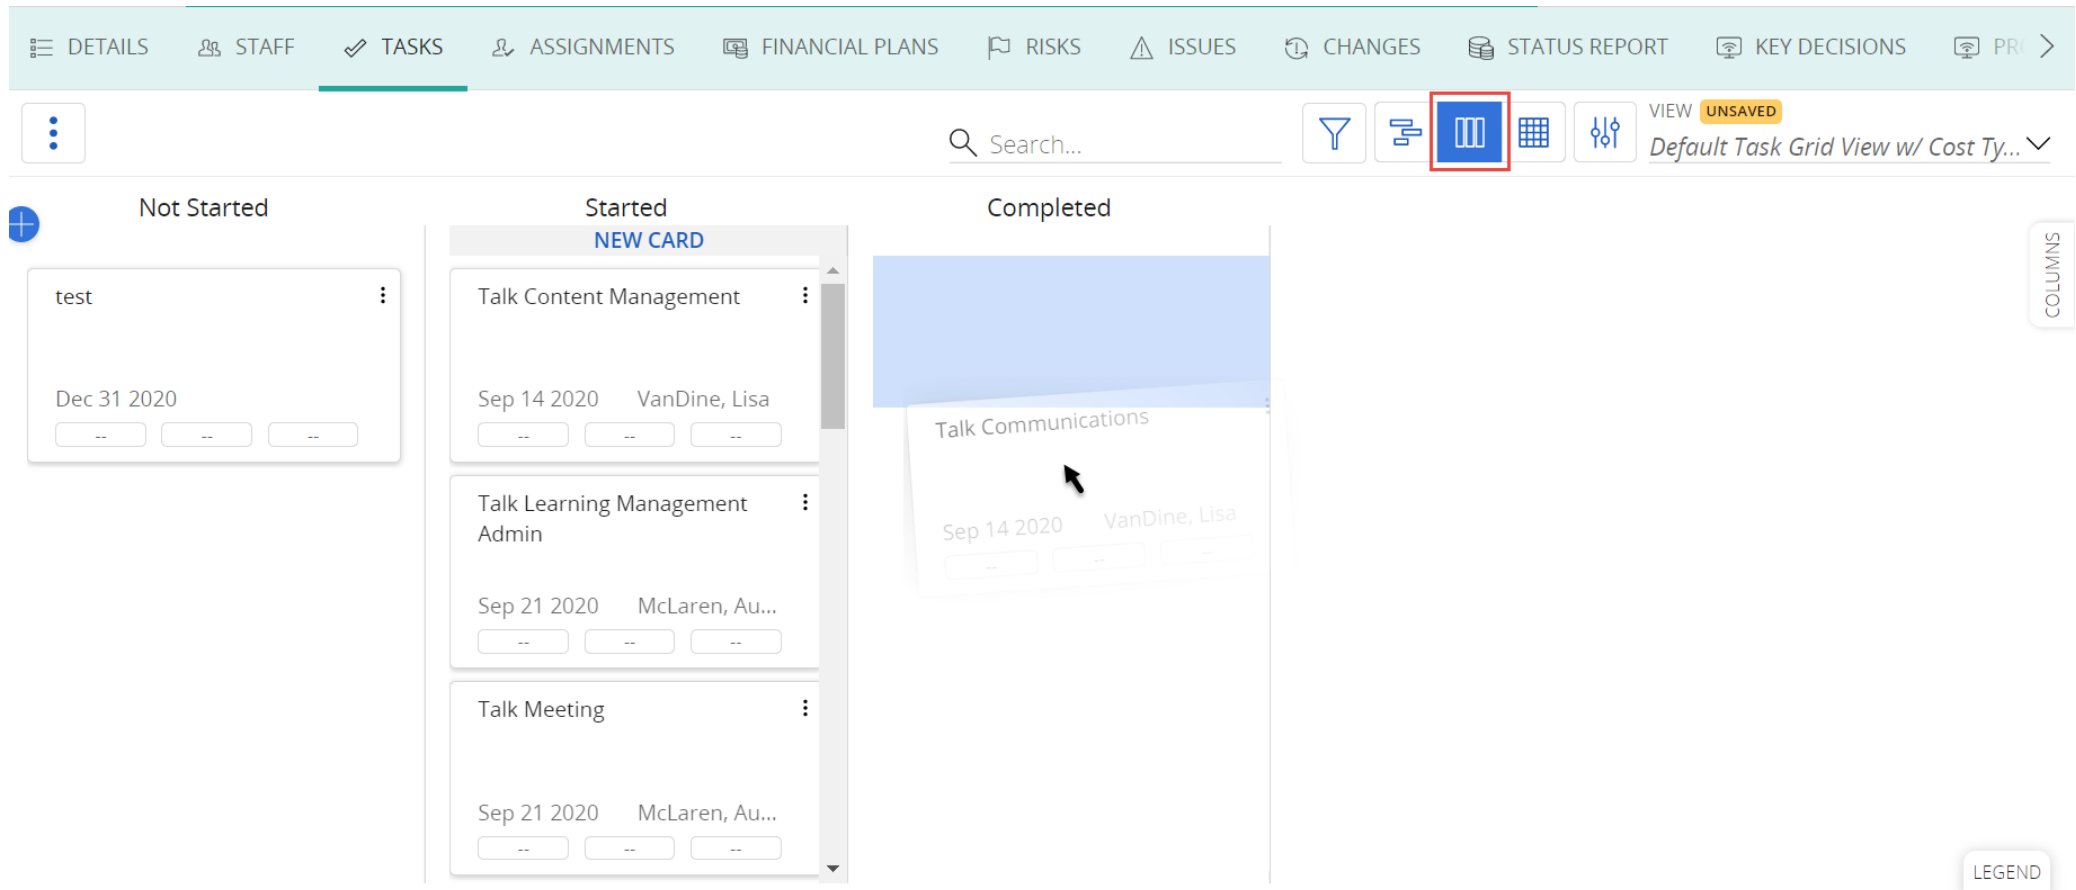 DETAILS STAFF TASKS ASSIGNMENTS FINANCIAL PLANS RISKS ISSUES CHANGES STATUS REPORT KEY DECISIONS
Search...
VIEW UNSAVED
Default Task Grid View w/ Cost Ty...
Not Started
Started
Completed
NEW CARD
test
Dec 31 2020
-- -- --
Talk Content Management
Sep 14 2020 VanDine, Lisa
-- -- --
Talk Learning Management
Admin
Sep 21 2020 McLaren, Au...
-- -- --
Talk Meeting
Sep 21 2020 McLaren, Au...
-- -- --
Talk Communications
Sep 14 2020 VanDine, Lisa
-- -- --
COLUMNS
LEGEND